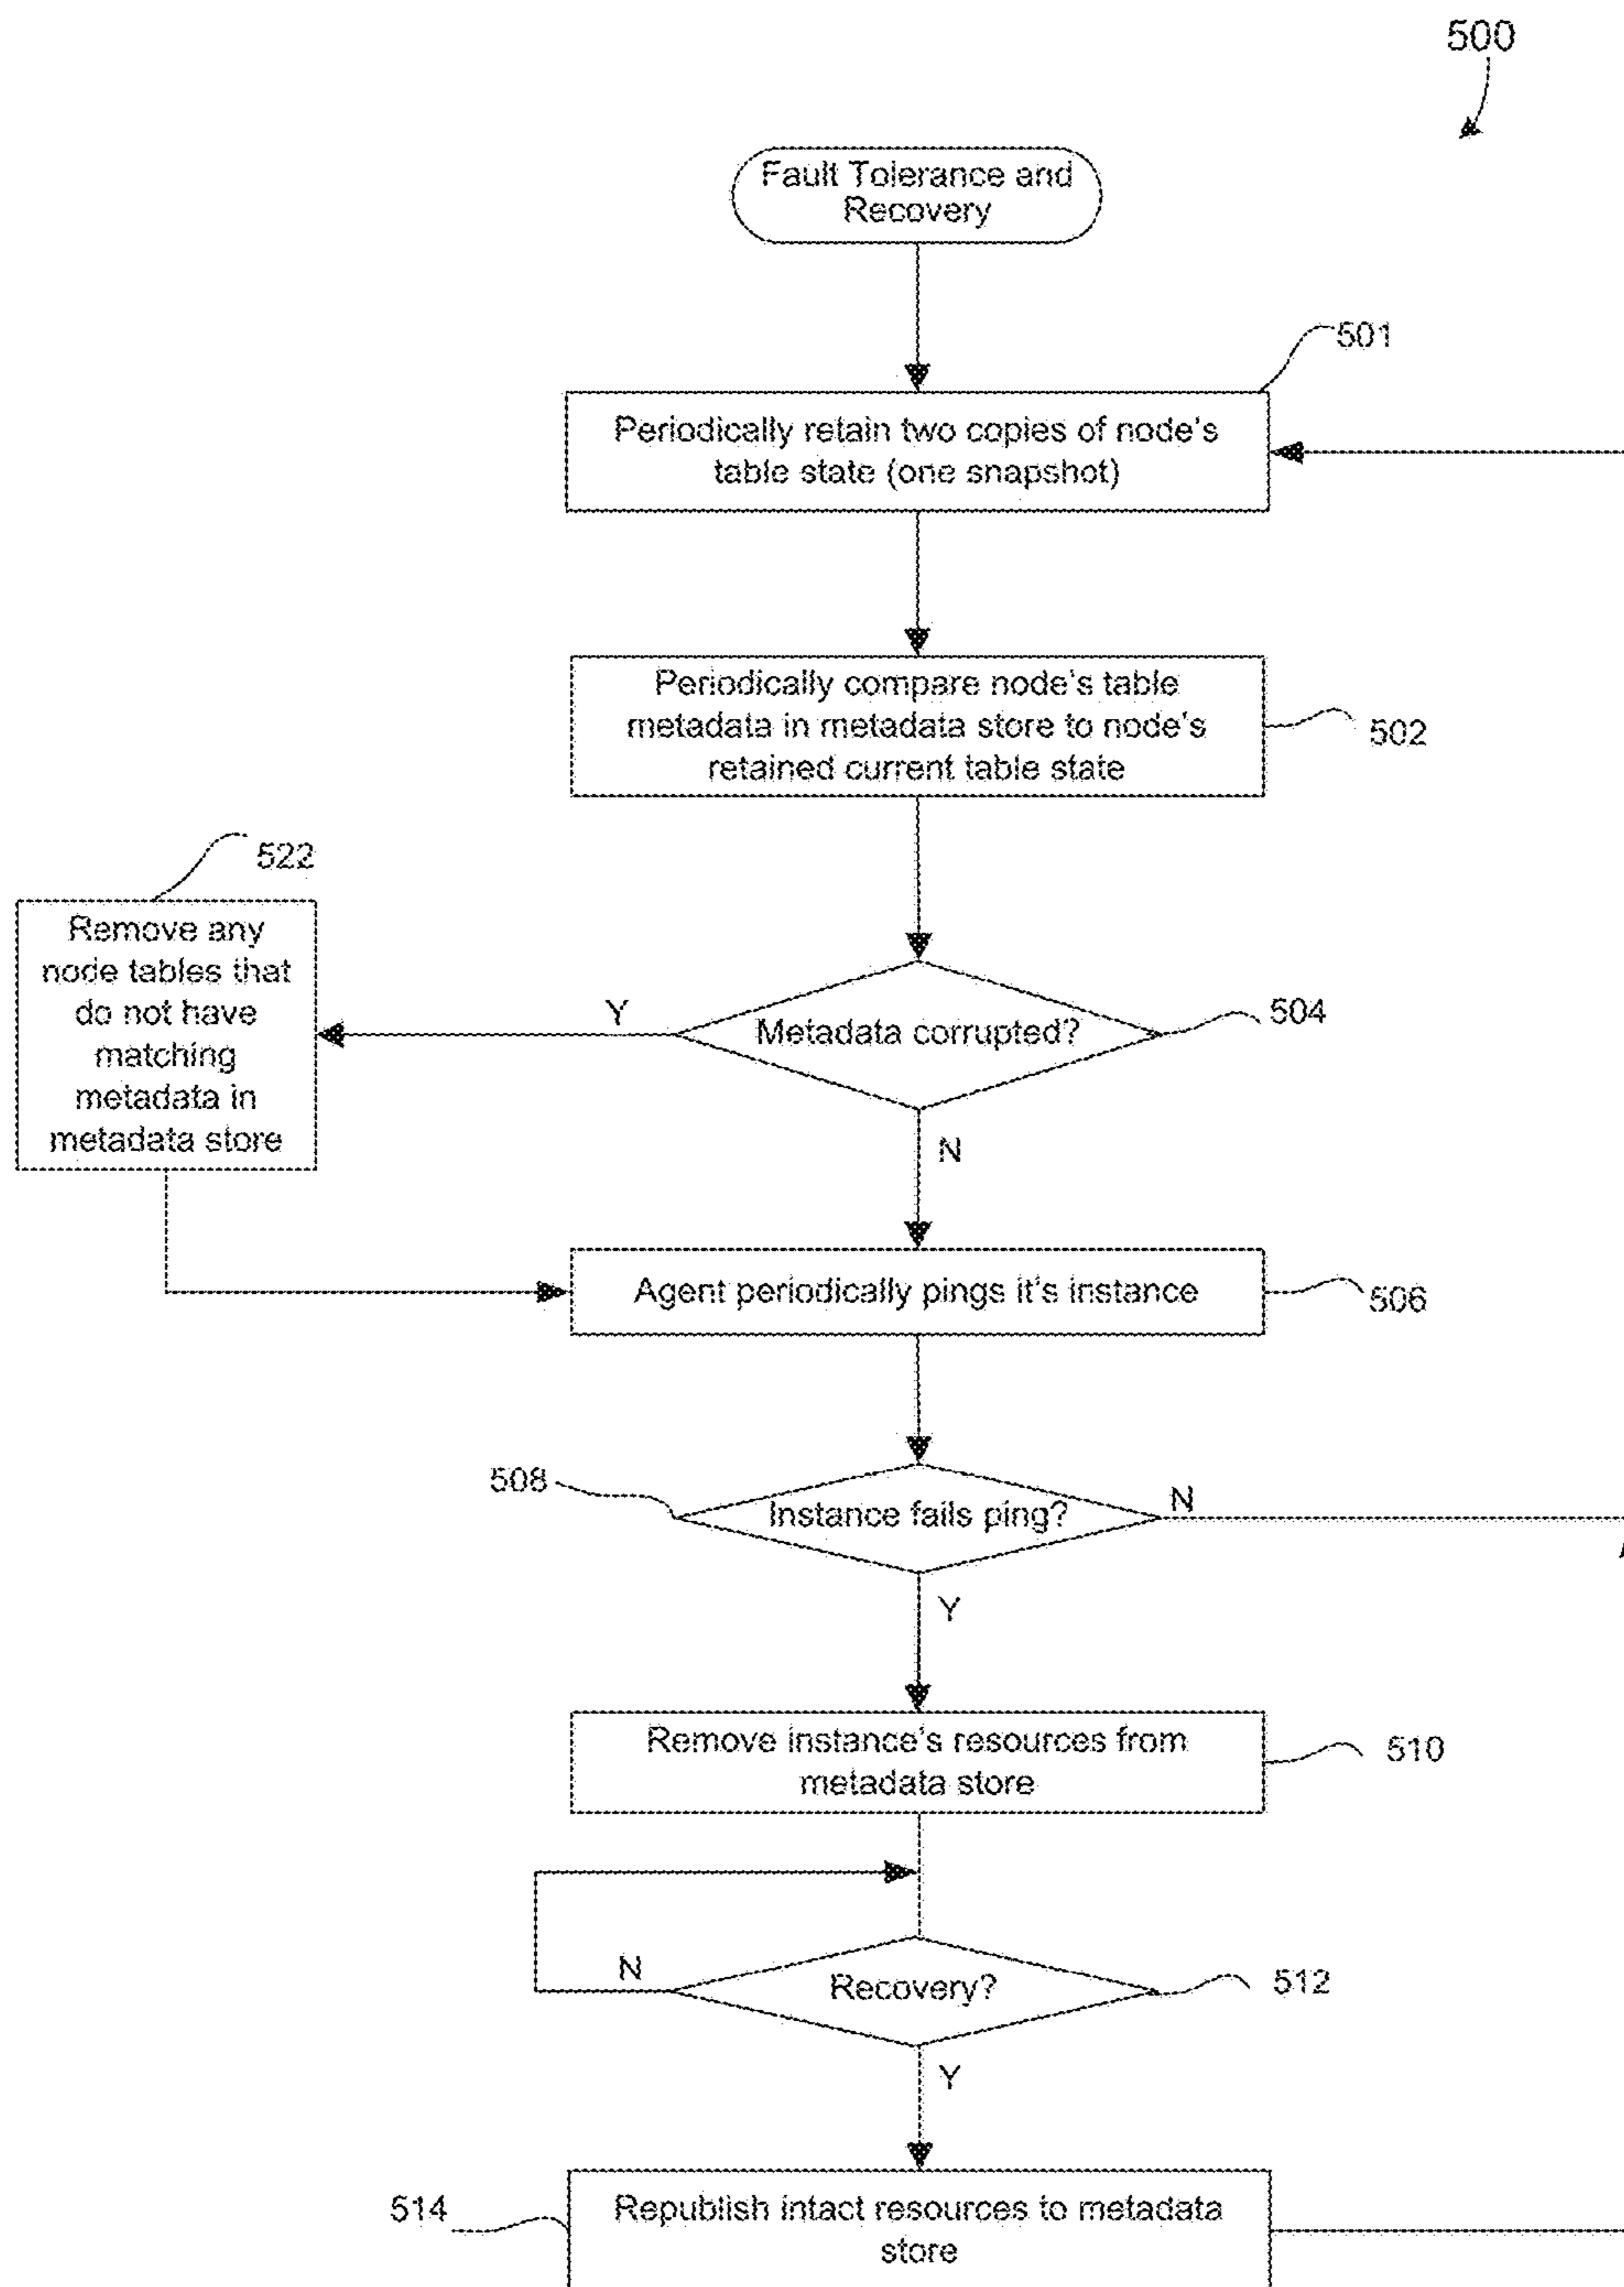 500
Fault Tolerance and
Recovery
501
Periodically retain two copies of node's
table state (one snapshot)
Periodically compare node's table
metadata in metadata store to node's
retained current table state
502
522
Remove any
node tables that
do not have
matching
metadata in
metadata store
Y
Metadata corrupted?
504
N
Agent periodically pings it's instance
506
508
Instance fails ping?
N
Y
Remove instance's resources from
metadata store
510
N
Recovery?
512
Y
514
Republish intact resources to metadata
store